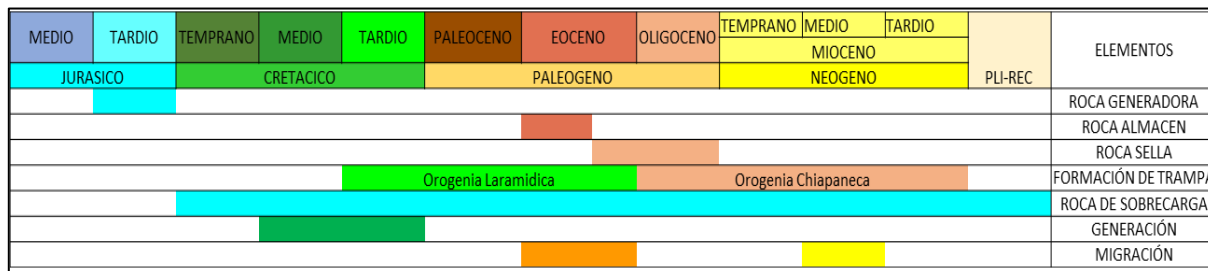 MEDIO TARDIO TEMPRANO MEDIO TARDIO PALEOCENO EOCENO OLIGOCENO TEMPRANO MEDIO TARDIO
MIOCENO
JURASICO CRETACICO PALEOGENO NEOGENO PLI-REC ELEMENTOS
ROCA GENERADORA
ROCA ALMACEN
ROCA SELLA
Orogenia Laramidica Orogenia Chiapaneca FORMACIÓN DE TRAMPA
ROCA DE SOBRECARGA
GENERACIÓN
MIGRACIÓN